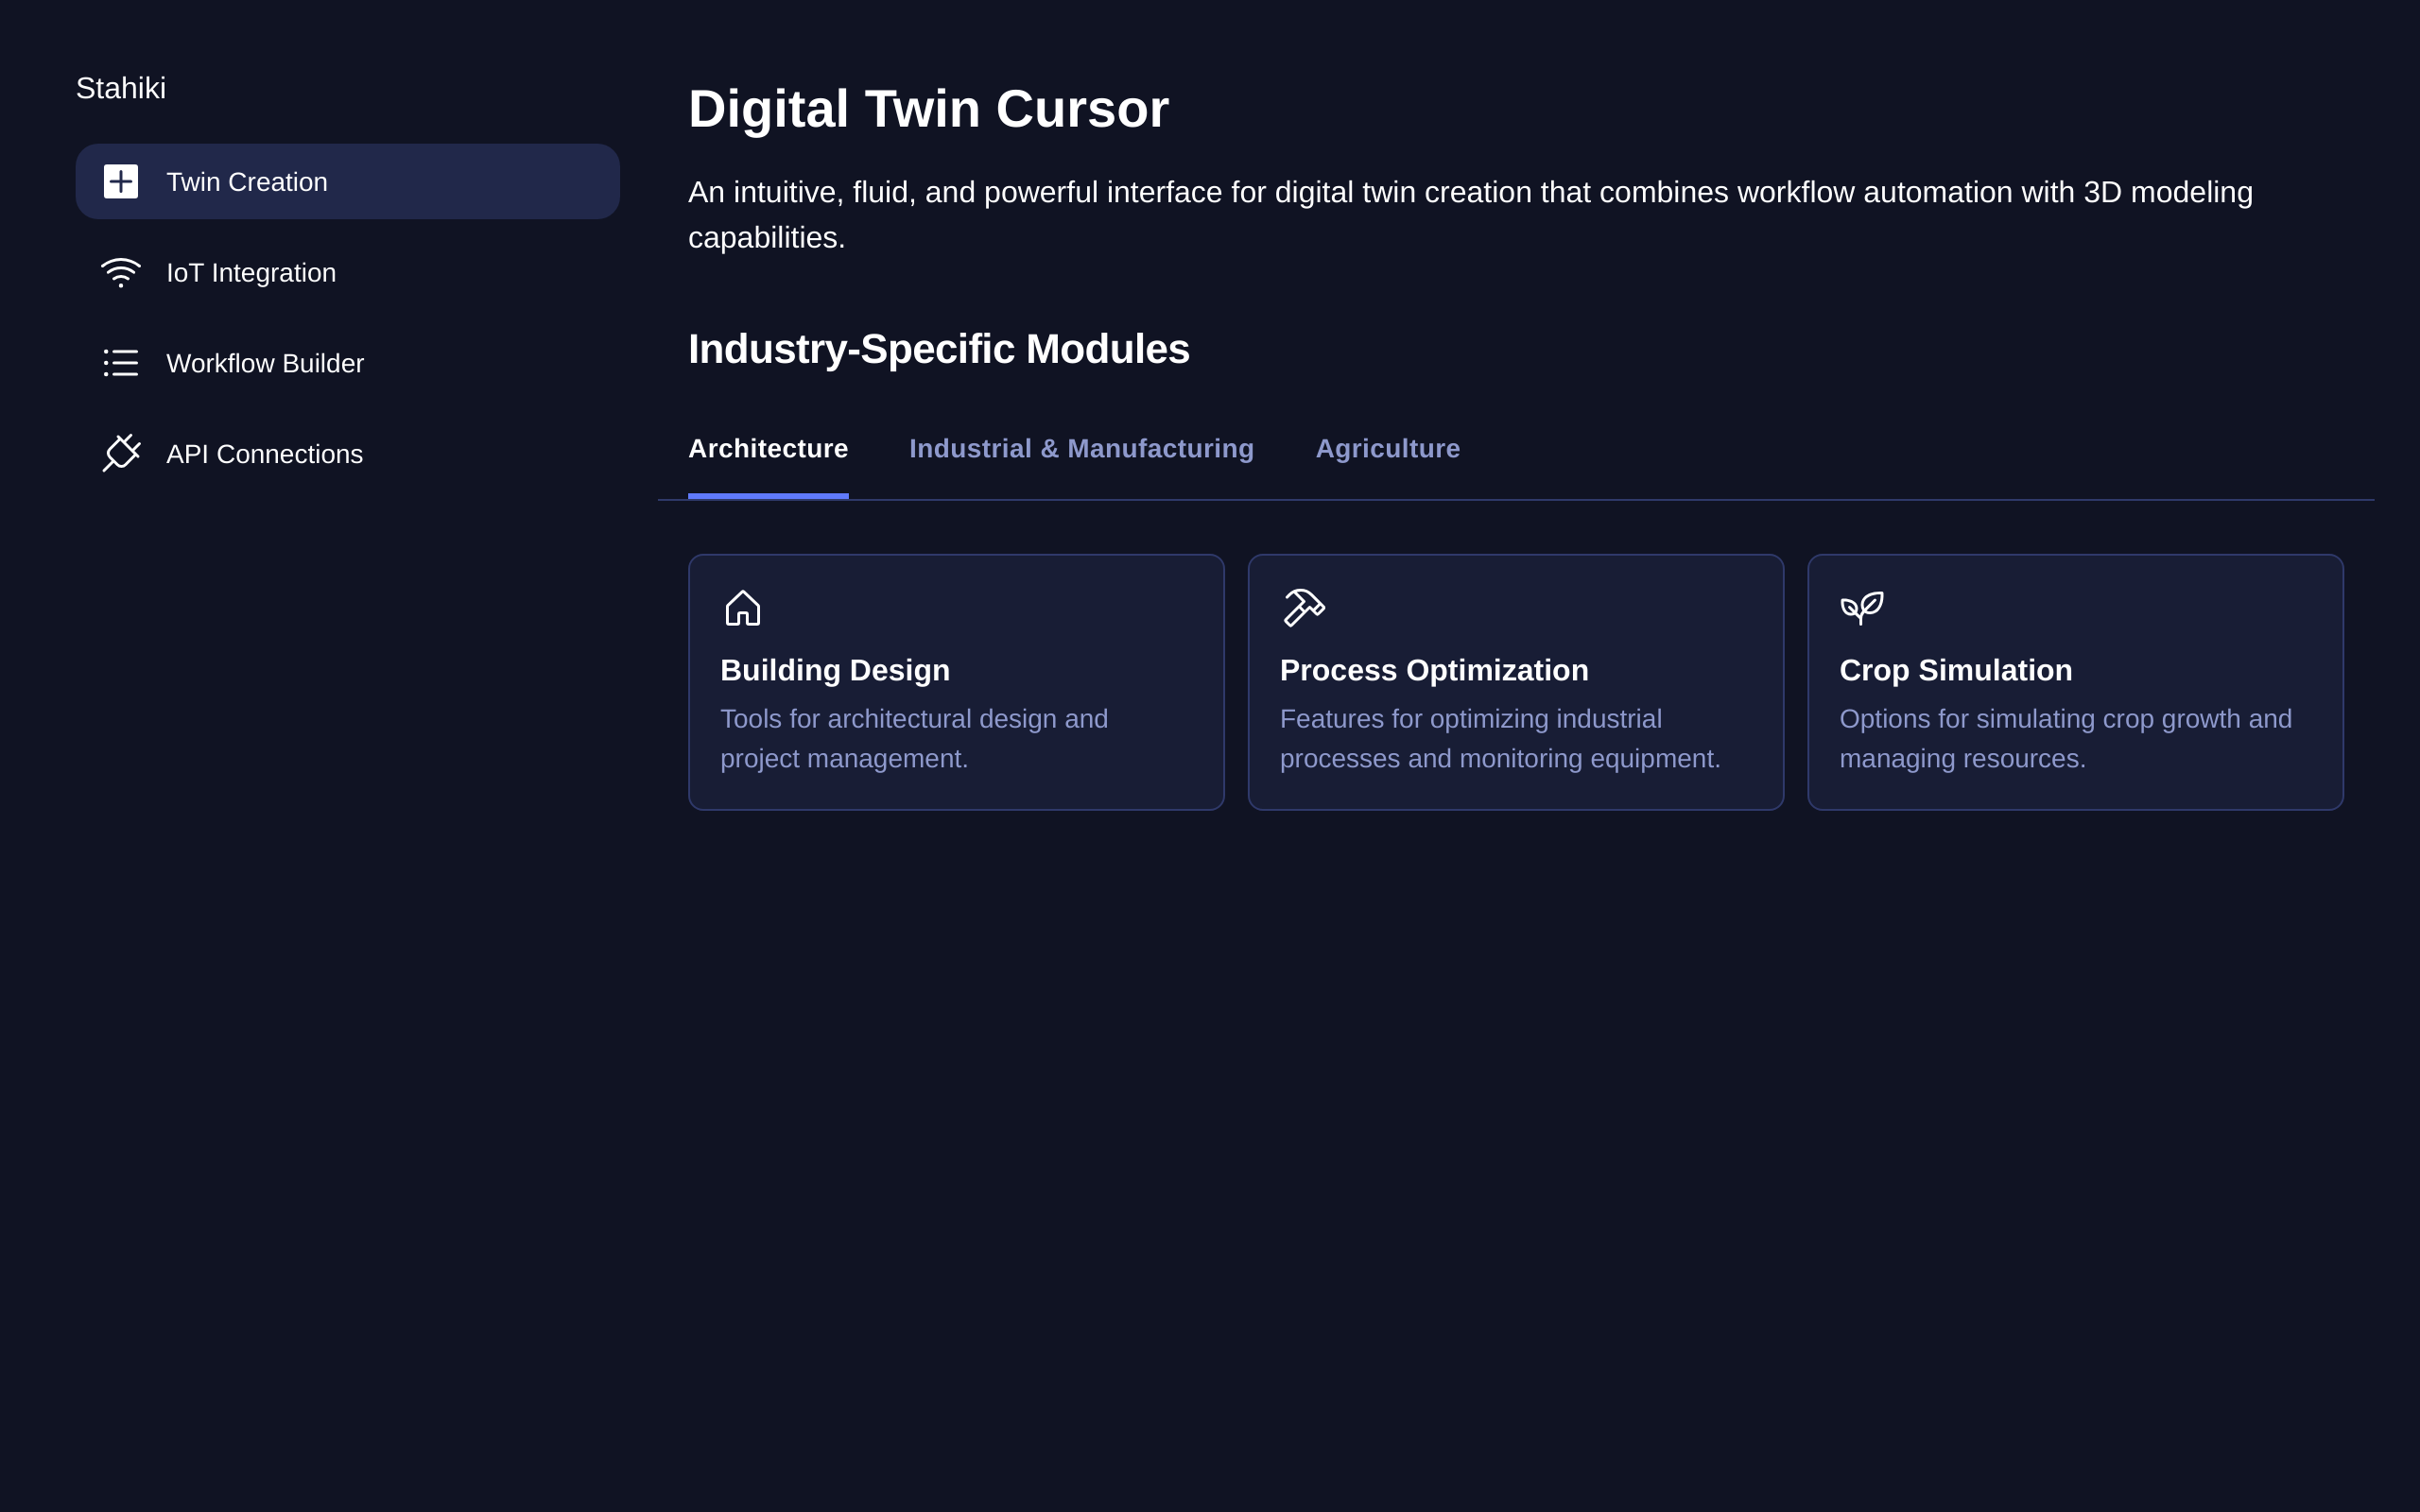 Stahiki
Twin Creation
IoT Integration
Workflow Builder
API Connections
Digital Twin Cursor
An intuitive, fluid, and powerful interface for digital twin creation that combines workflow automation with 3D modeling
capabilities.
Industry-Specific Modules
Architecture
Industrial & Manufacturing
Agriculture
Building Design
Tools for architectural design and
project management.
Process Optimization
Features for optimizing industrial
processes and monitoring equipment.
Crop Simulation
Options for simulating crop growth and
managing resources.